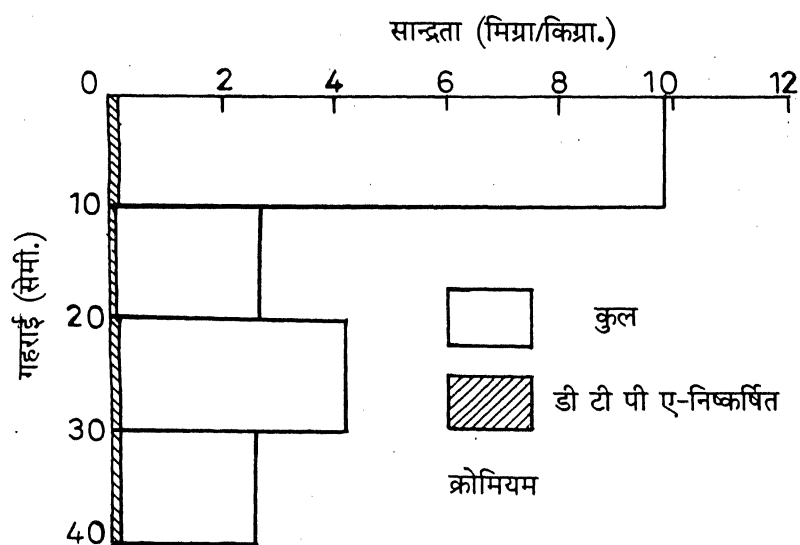 सान्द्रता (मिग्रा/किग्रा.)
0 2 4 6 8 10 12
10
20
30
40
गहराई (सेमी.)
कुल
डी टी पी ए-निष्कर्षित
क्रोमियम